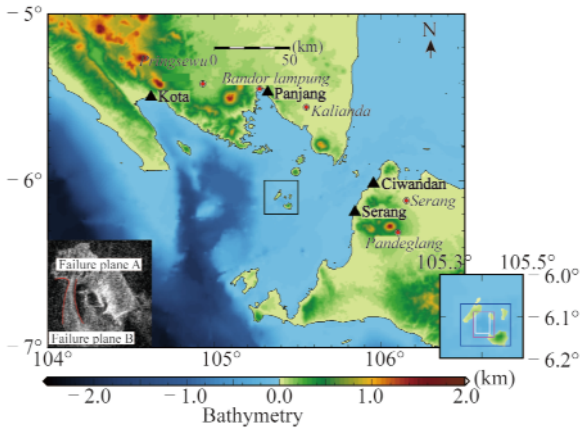 −5°
−6°
−7°
104°
105°
106°
N
0
50
(km)
Bandor lampung
Kota
Panjang
Kalianda
Ciwandan
Serang
Serang
Pandeglang
105.3°
105.5°
−6.0°
−6.1°
−6.2°
Failure plane A
Failure plane B
−2.0
−1.0
0.0
1.0
2.0
(km)
Bathymetry